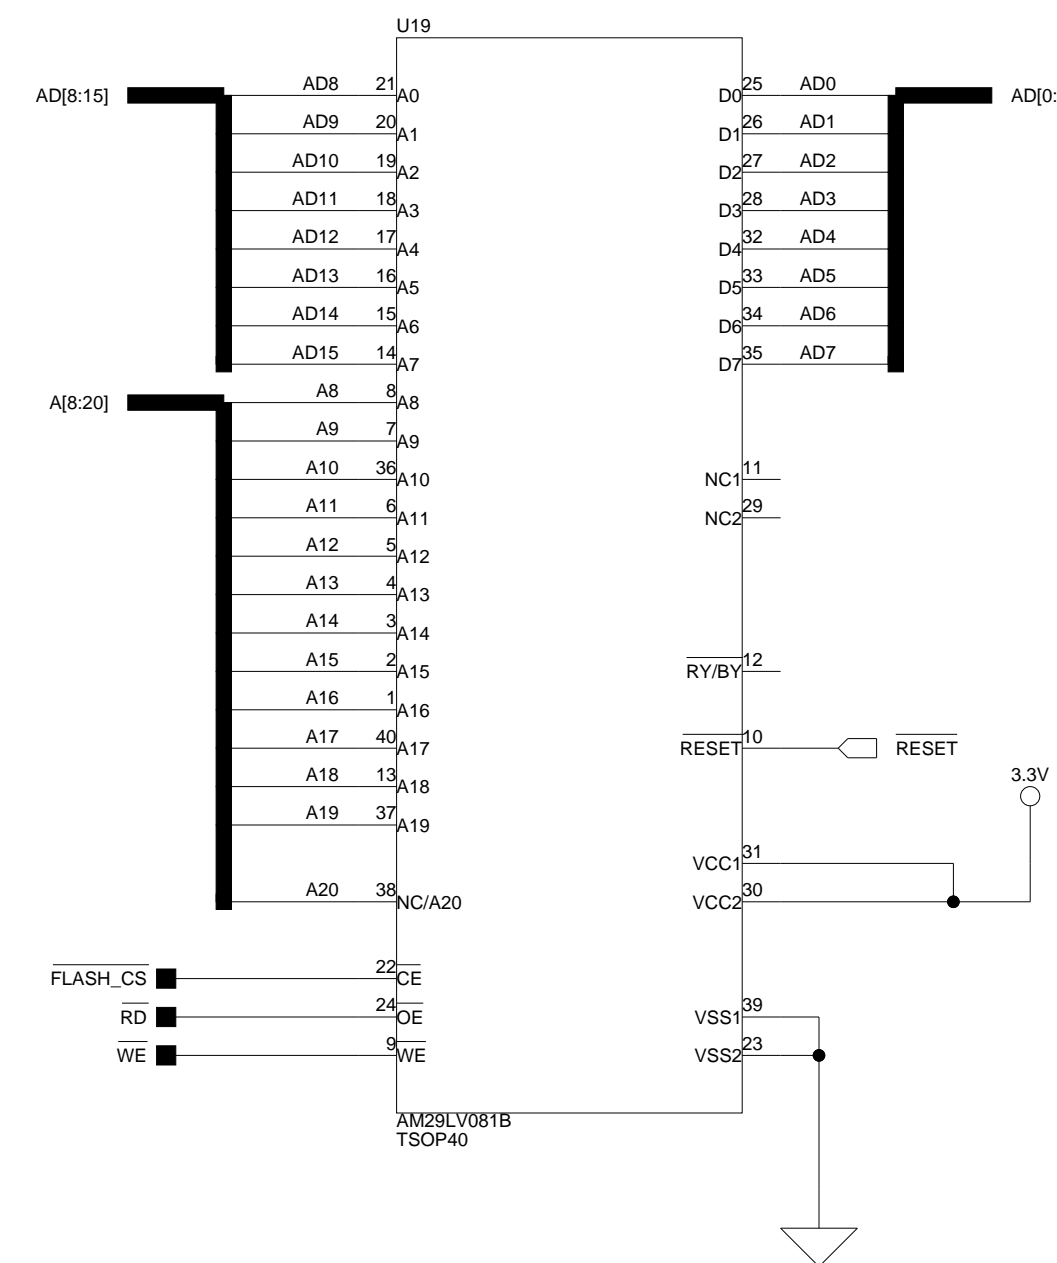 U19
AD[8:15] AD8 21 A0 D0 25 AD0 AD[0:
AD9 20 A1 D1 26 AD1
AD10 19 A2 D2 27 AD2
AD11 18 A3 D3 28 AD3
AD12 17 A4 D4 32 AD4
AD13 16 A5 D5 33 AD5
AD14 15 A6 D6 34 AD6
AD15 14 A7 D7 35 AD7
A[8:20] A8 8 A8
A9 7 A9
A10 36 A10 NC1 11
A11 6 A11 NC2 29
A12 5 A12
A13 4 A13
A14 3 A14
A15 2 A15 RY/BY 12
A16 1 A16
A17 40 A17 RESET 10 RESET
A18 13 A18 3.3V
A19 37 A19
VCC1 31
A20 38 NC/A20 VCC2 30
FLASH_CS 22 CE
RD 24 OE VSS1 39
WE 9 WE VSS2 23
AM29LV081B
TSOP40